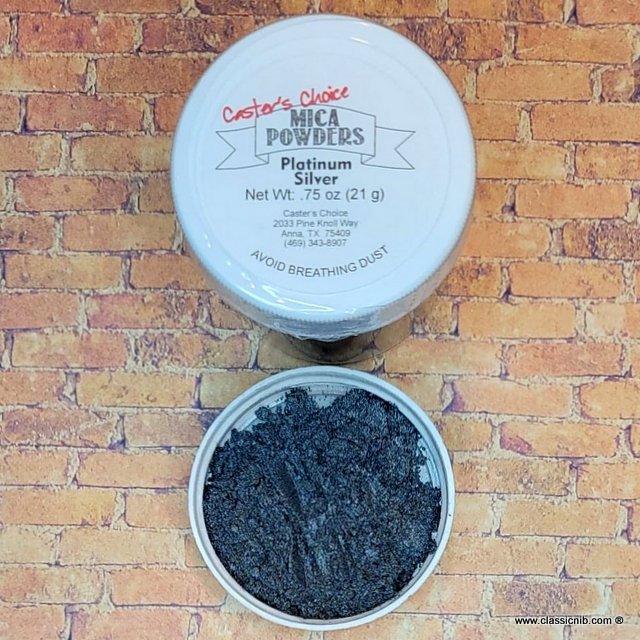 Caster's Choice
MICA
POWDERS
Platinum
Silver
Net Wt: .75 oz (21 g)
Caster's Choice
2033 Pine Knoll Way
Anna, TX 75409
(469) 343-8907
AVOID BREATHING DUST
www.classicnib.com ®